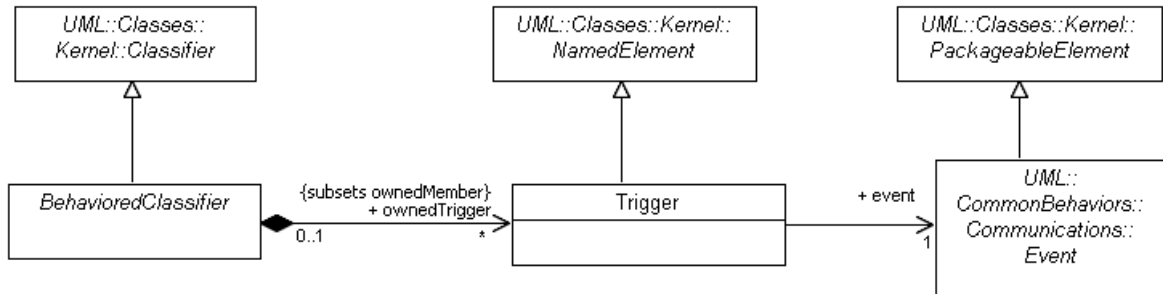 UML::Classes::
Kernel::Classifier
UML::Classes::Kernel::
NamedElement
UML::Classes::Kernel::
PackageableElement
BehavioredClassifier
{subsets ownedMember}
+ ownedTrigger
0..1
*
Trigger
+ event
1
UML::
CommonBehaviors::
Communications::
Event